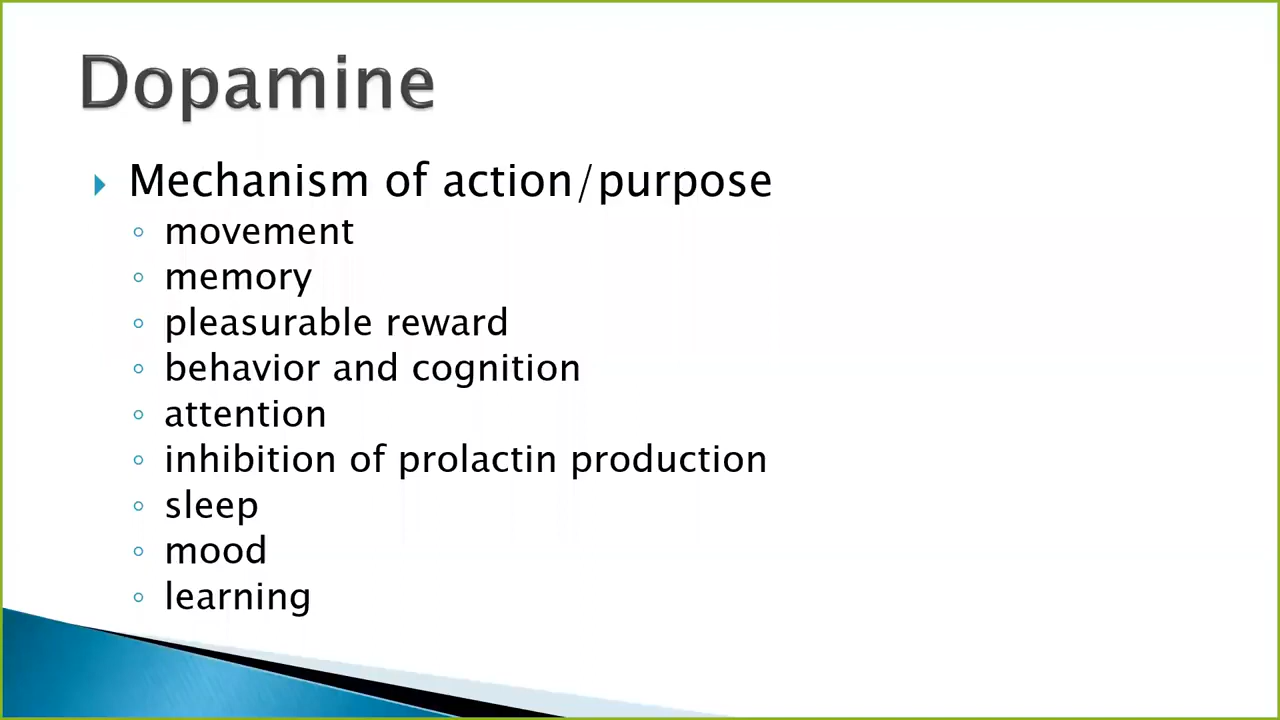 Dopamine
Mechanism of action/purpose
movement
memory
pleasurable reward
behavior and cognition
attention
inhibition of prolactin production
sleep
mood
learning